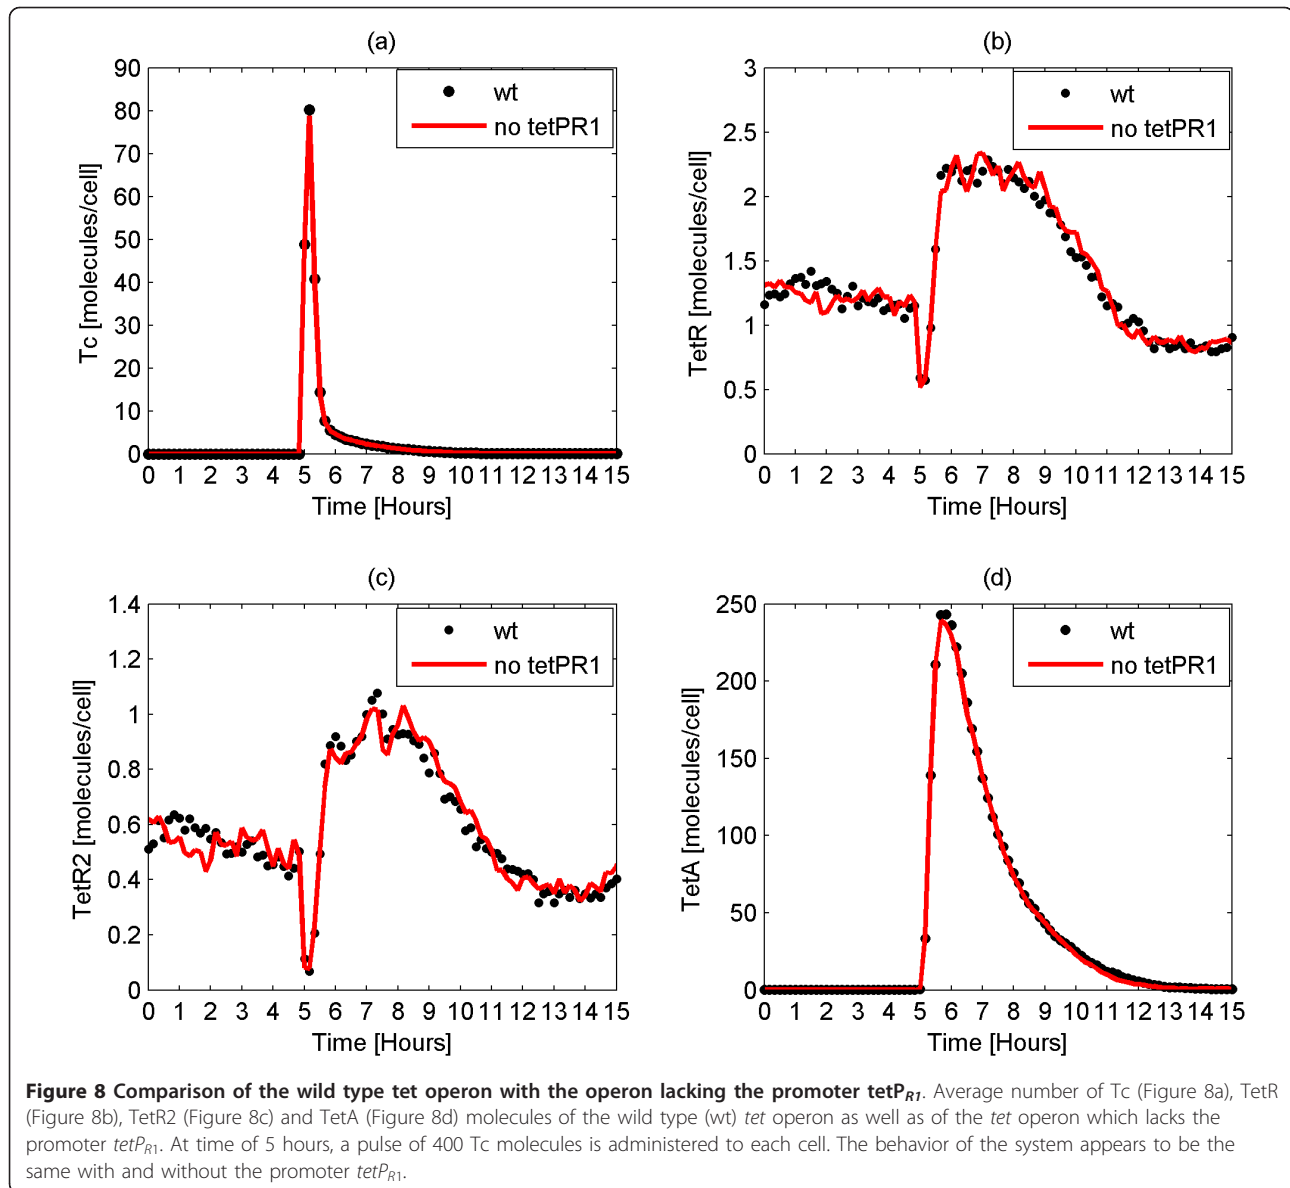 (a)
90
80
70
60
50
40
30
20
10
0
Tc [molecules/cell]
wt
no tetPR1
0 1 2 3 4 5 6 7 8 9 10 11 12 13 14 15
Time [Hours]
(b)
3
2.5
2
1.5
1
0.5
0
TetR [molecules/cell]
wt
no tetPR1
0 1 2 3 4 5 6 7 8 9 10 11 12 13 14 15
Time [Hours]
(c)
1.4
1.2
1
0.8
0.6
0.4
0.2
0
TetR2 [molecules/cell]
wt
no tetPR1
0 1 2 3 4 5 6 7 8 9 10 11 12 13 14 15
Time [Hours]
(d)
250
200
150
100
50
0
TetA [molecules/cell]
wt
no tetPR1
0 1 2 3 4 5 6 7 8 9 10 11 12 13 14 15
Time [Hours]
Figure 8 Comparison of the wild type tet operon with the operon lacking the promoter tetPR1. Average number of Tc (Figure 8a), TetR
(Figure 8b), TetR2 (Figure 8c) and TetA (Figure 8d) molecules of the wild type (wt) tet operon as well as of the tet operon which lacks the
promoter tetPR1. At time of 5 hours, a pulse of 400 Tc molecules is administered to each cell. The behavior of the system appears to be the
same with and without the promoter tetPR1.